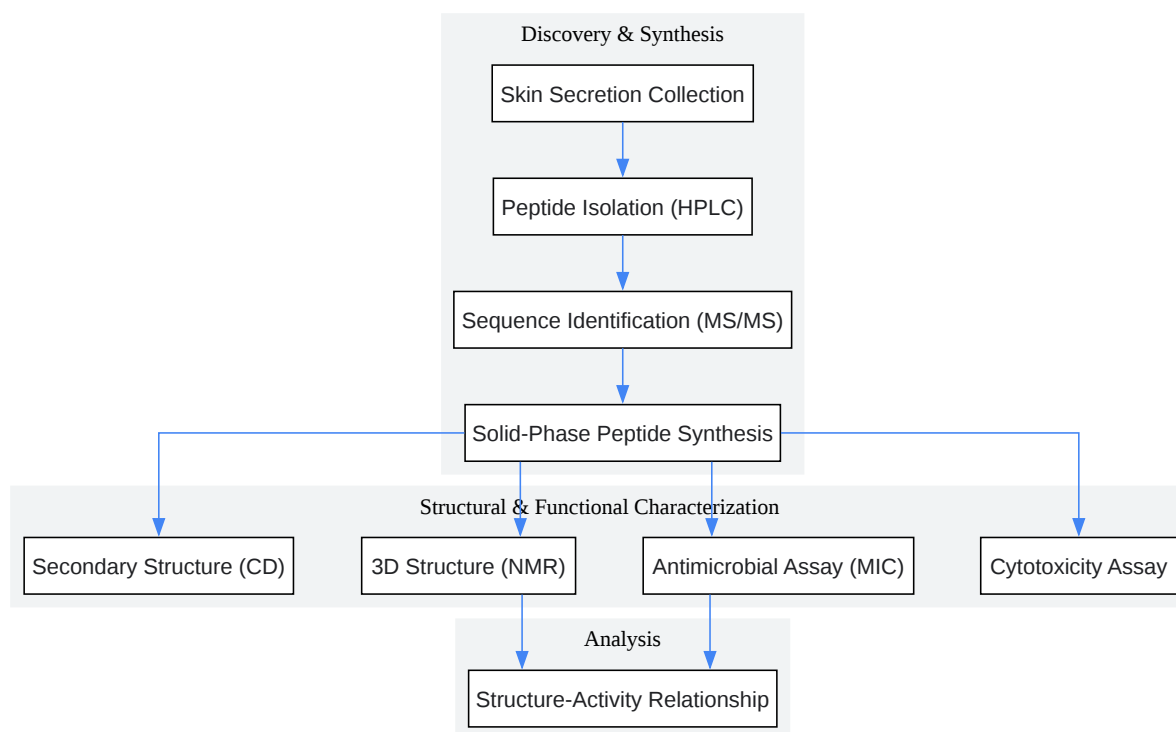 Discovery & Synthesis
Skin Secretion Collection
Peptide Isolation (HPLC)
Sequence Identification (MS/MS)
Solid-Phase Peptide Synthesis
Structural & Functional Characterization
Secondary Structure (CD)
3D Structure (NMR)
Antimicrobial Assay (MIC)
Cytotoxicity Assay
Analysis
Structure-Activity Relationship